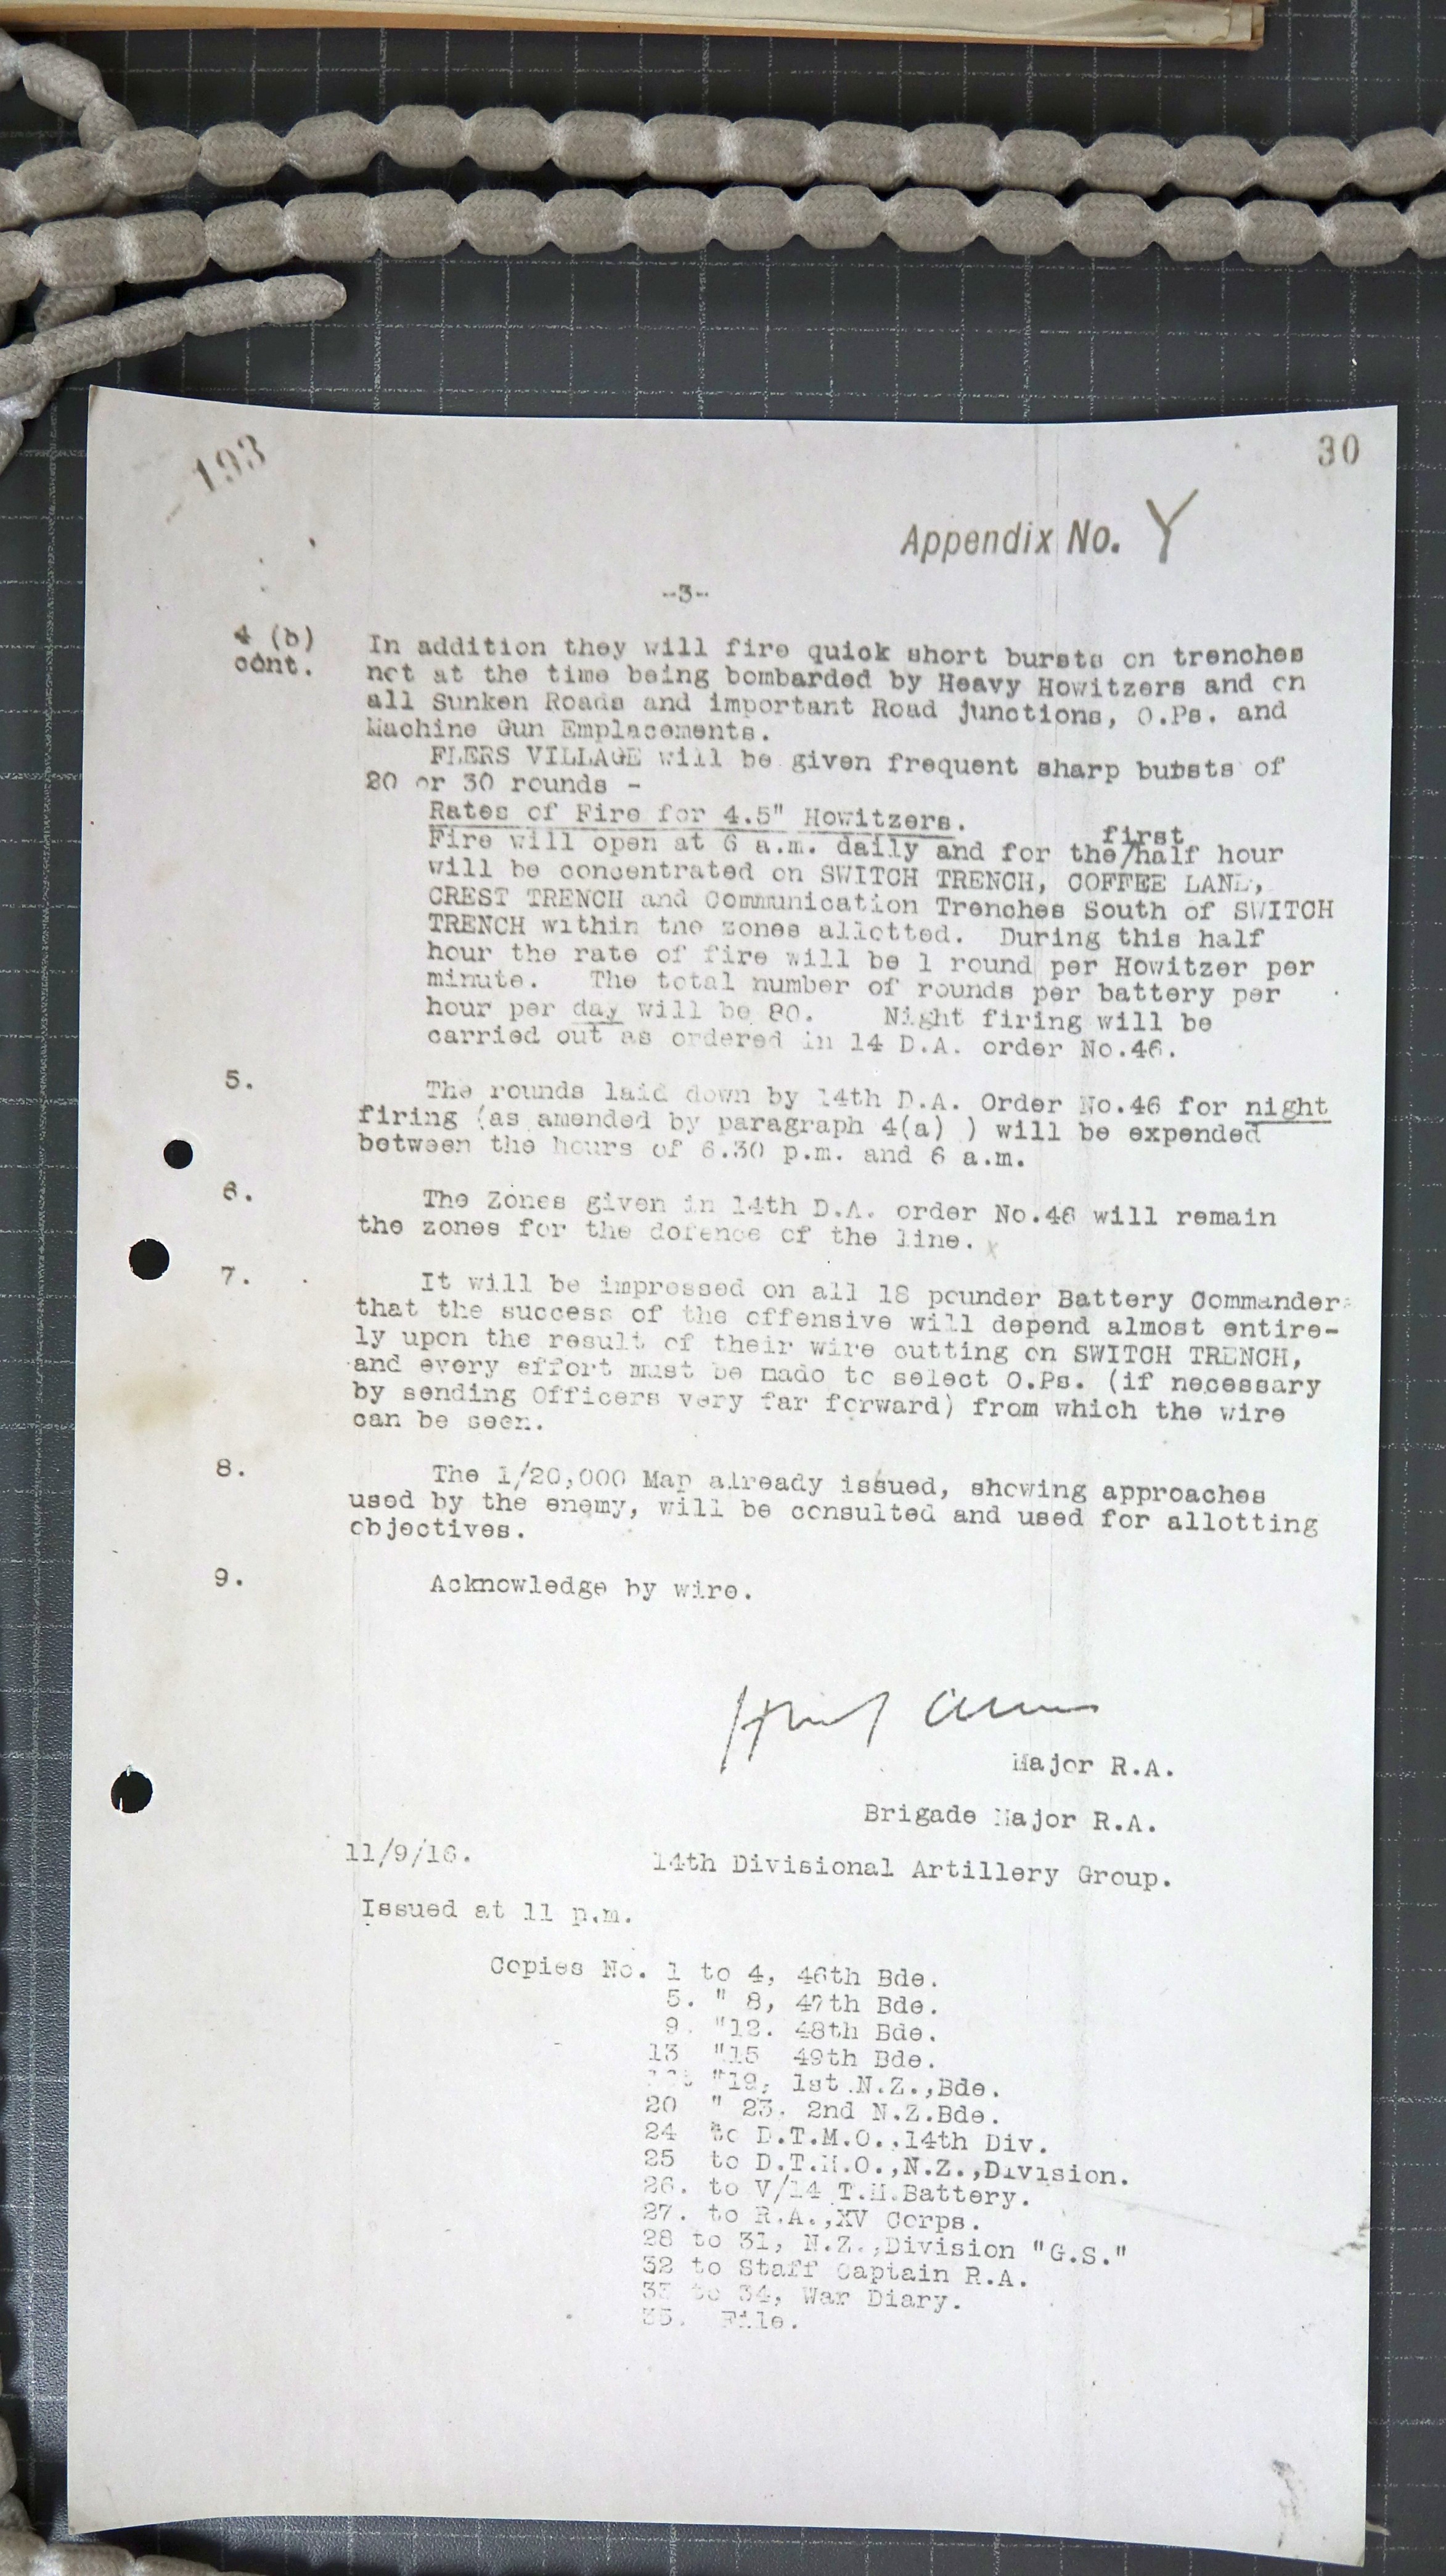 193
30
Appendix No. Y
--3--
4 (b) In addition they will fire quick short bursts on trenches
cont. not at the time being bombarded by Heavy Howitzers and on
all Sunken Roads and important Road junctions, O.Ps. and
Machine Gun Emplacements.
FLERS VILLAGE will be given frequent sharp bubsts of
20 or 30 rounds -
Rates of Fire for 4.5" Howitzers.
first
Fire will open at 6 a.m. daily and for the/half hour
will be concentrated on SWITCH TRENCH, COFFEE LANE,
CREST TRENCH and Communication Trenches South of SWITCH
TRENCH within the zones allotted. During this half
hour the rate of fire will be 1 round per Howitzer per
minute. The total number of rounds per battery per
hour per day will be 80. Night firing will be
carried out as ordered in 14 D.A. order No.46.
5. The rounds laid down by 14th D.A. Order No.46 for night
firing (as amended by paragraph 4(a) ) will be expended
between the hours of 6.30 p.m. and 6 a.m.
6. The Zones given in 14th D.A. order No.46 will remain
the zones for the defence of the line.
7. It will be impressed on all 18 pounder Battery Commanders
that the success of the offensive will depend almost entire-
ly upon the result of their wire cutting on SWITCH TRENCH,
and every effort must be made to select O.Ps. (if necessary
by sending Officers very far forward) from which the wire
can be seen.
8. The 1/20,000 Map already issued, showing approaches
used by the enemy, will be consulted and used for allotting
objectives.
9. Acknowledge by wire.
Major R.A.
Brigade Major R.A.
11/9/16. 14th Divisional Artillery Group.
Issued at 11 p.m.
Copies No. 1 to 4, 46th Bde.
5. " 8, 47th Bde.
9. "12. 48th Bde.
13 "15 49th Bde.
"19, 1st N.Z.,Bde.
20 " 23. 2nd N.Z.Bde.
24 to D.T.M.O.,14th Div.
25 to D.T.M.O.,N.Z.,Division.
26. to V/14 T.M.Battery.
27. to R.A.,XV Corps.
28 to 31, N.Z.,Division "G.S."
32 to Staff Captain R.A.
33 to 34, War Diary.
35. File.